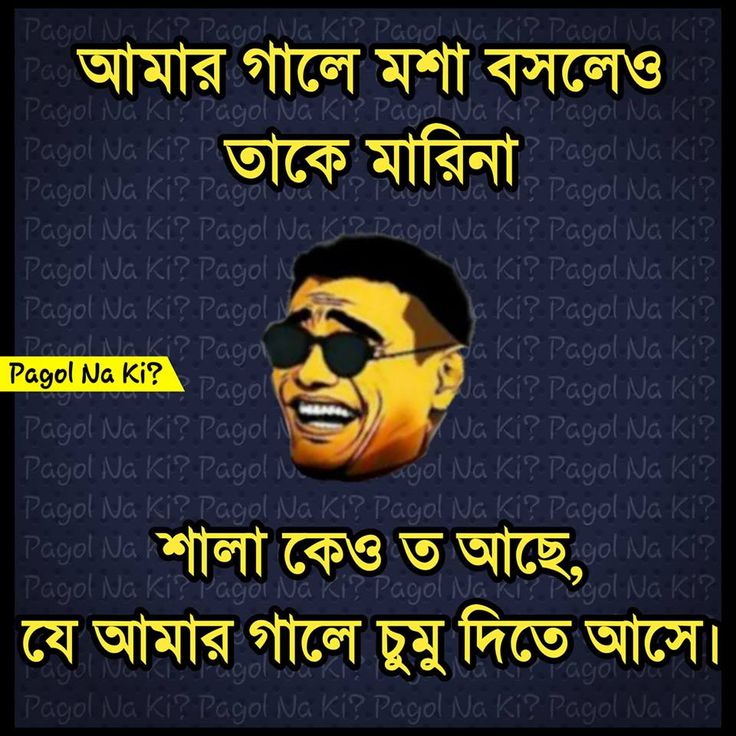 আমার গালে মশা বসলেও
তাকে মারিনা
Pagol Na Ki?
শালা কেও ত আছে,
যে আমার গালে চুমু দিতে আসে।